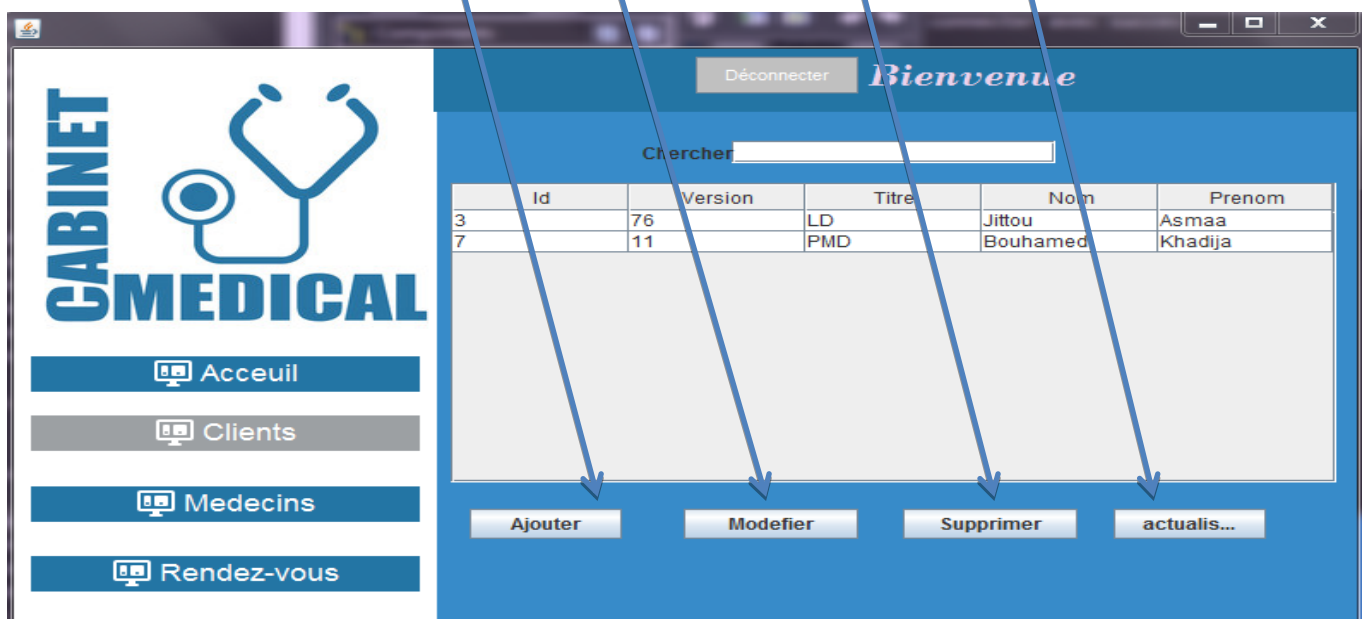 Déconnecter Bienvenue
CABINET
MEDICAL
Chercher
Id Version Titre Nom Prenom
3 76 LD Jittou Asmaa
7 11 PMD Bouhamed Khadija
Acceuil
Clients
Medecins
Rendez-vous
Ajouter Modefier Supprimer actualis...